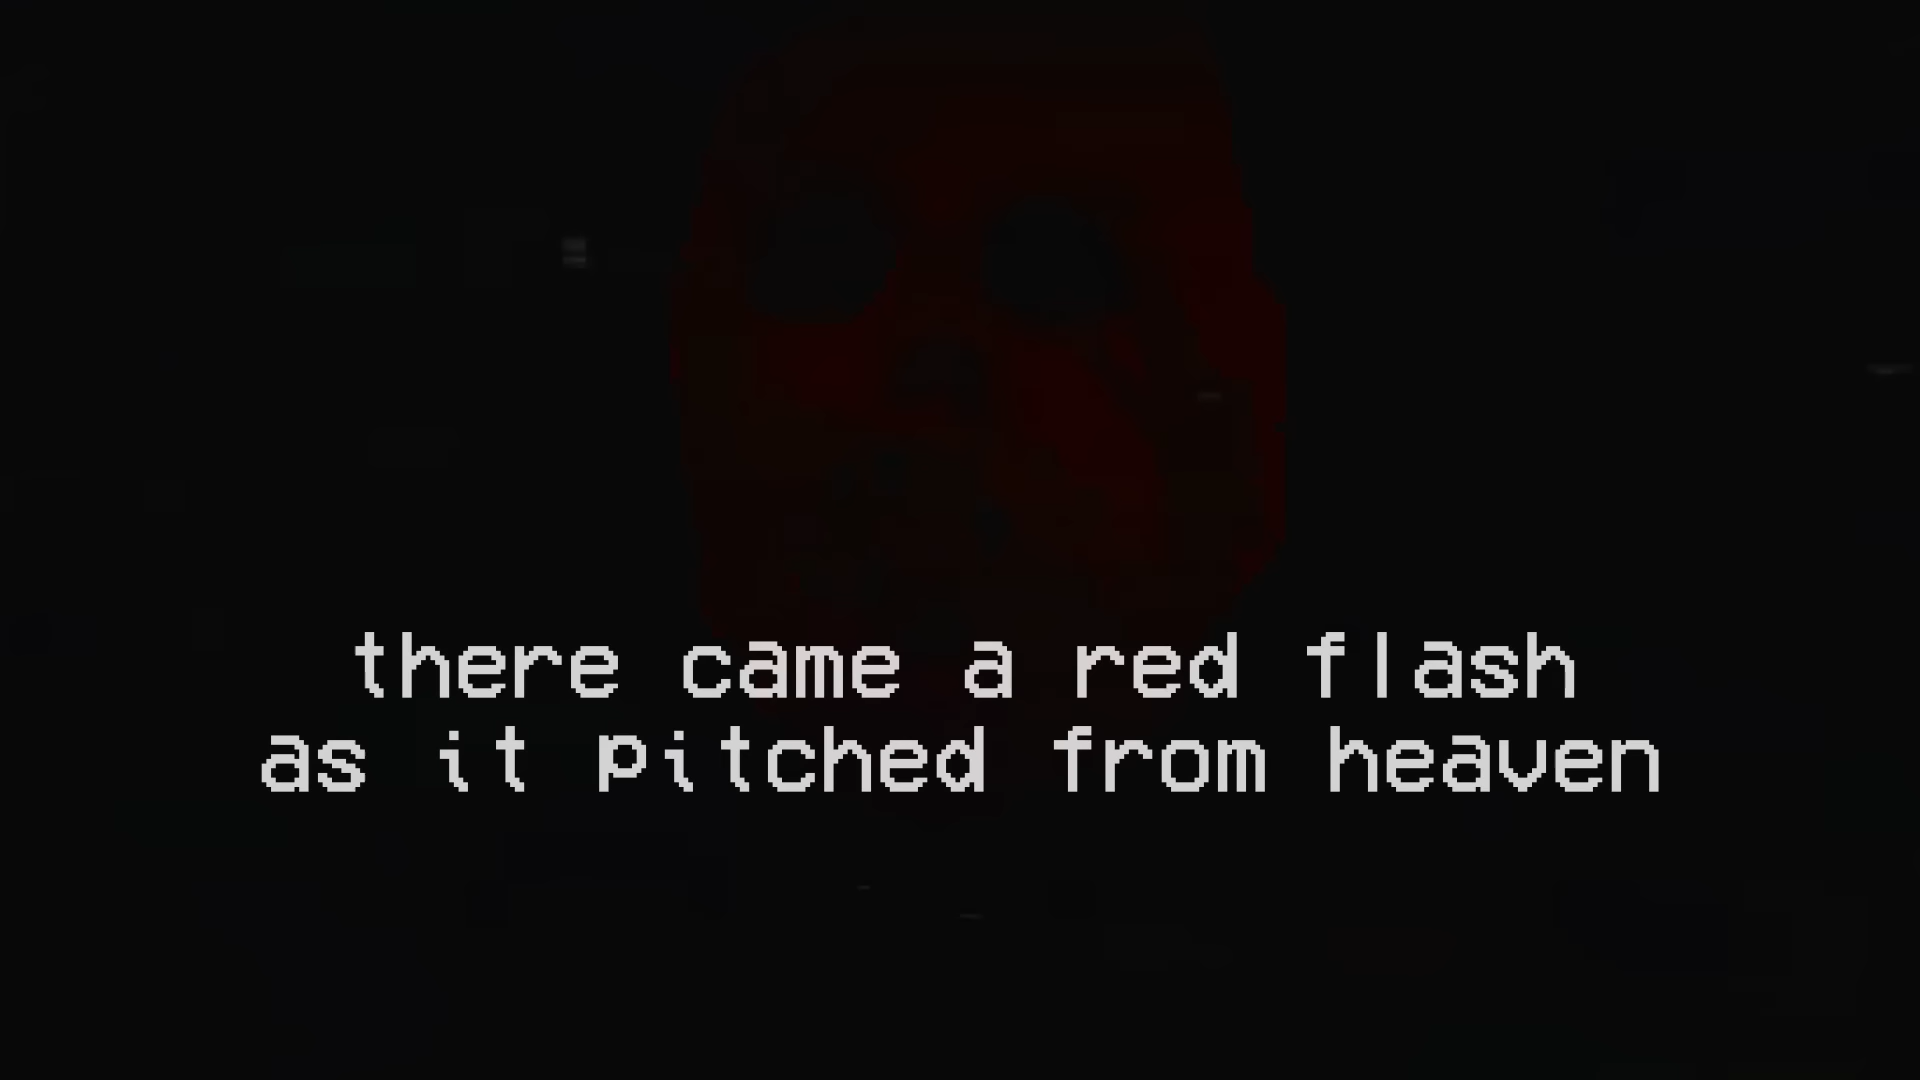 there came a red flash
as it pitched from heaven